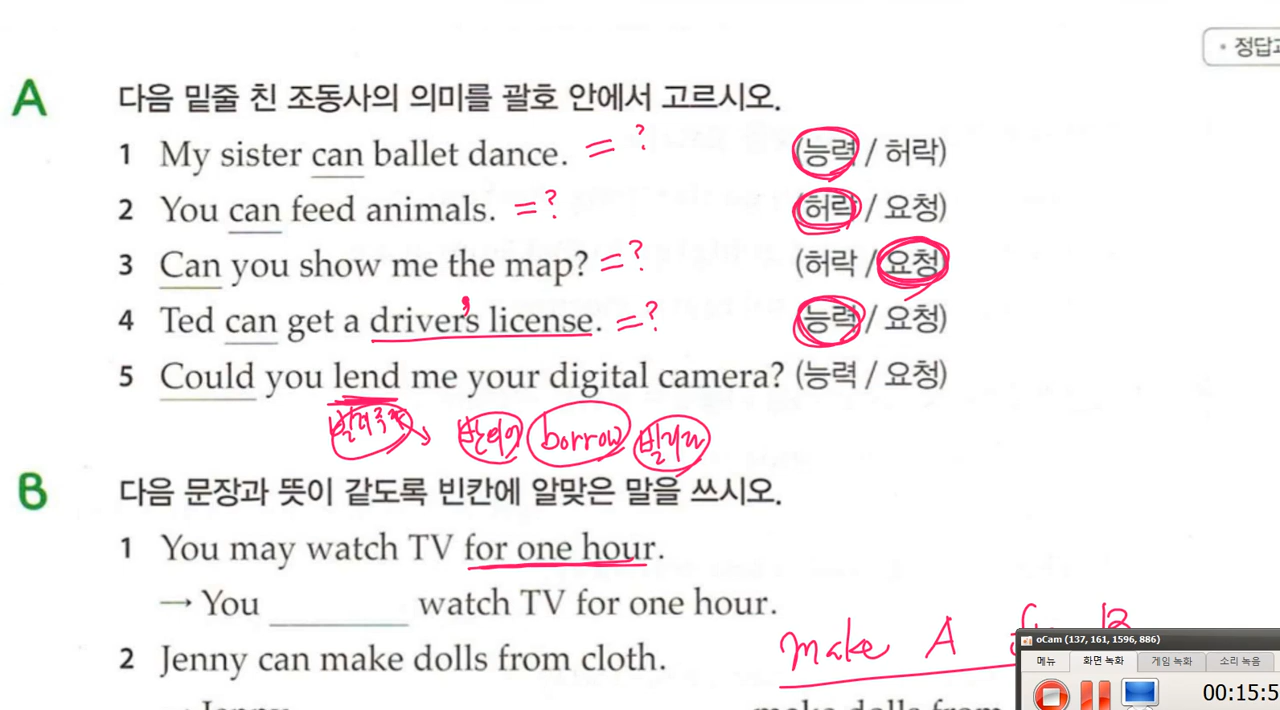 • 정답과
A 다음 밑줄 친 조동사의 의미를 괄호 안에서 고르시오.
1 My sister can ballet dance. = ? (능력 / 허락)
2 You can feed animals. = ? (허락 / 요청)
3 Can you show me the map? = ? (허락 / 요청)
4 Ted can get a driver's license. = ? (능력 / 요청)
5 Could you lend me your digital camera? (능력 / 요청)
빌려주다 반의어 borrow 빌리다
B 다음 문장과 뜻이 같도록 빈칸에 알맞은 말을 쓰시오.
1 You may watch TV for one hour.
→ You ________ watch TV for one hour.
make A B
2 Jenny can make dolls from cloth.
→ Jenny make dolls from
oCam (137, 161, 1596, 886)
메뉴 화면 녹화 게임 녹화 소리 녹음
00:15:5